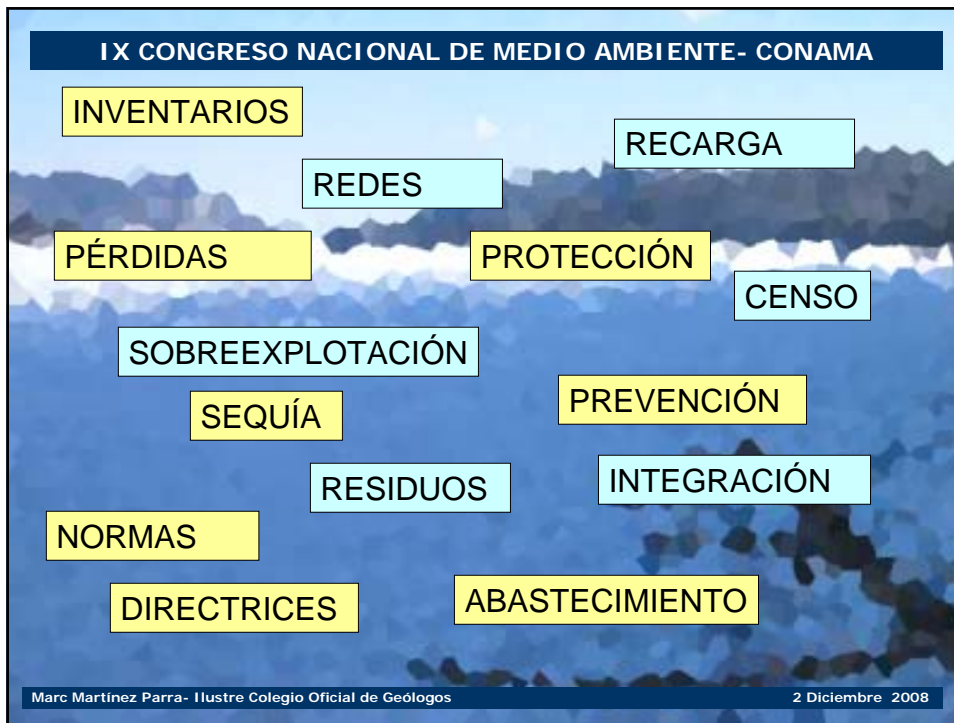 IX CONGRESO NACIONAL DE MEDIO AMBIENTE- CONAMA
INVENTARIOS
RECARGA
REDES
PÉRDIDAS
PROTECCIÓN
CENSO
SOBREEXPLOTACIÓN
PREVENCIÓN
SEQUÍA
INTEGRACIÓN
RESIDUOS
NORMAS
DIRECTRICES
ABASTECIMIENTO
Marc Martínez Parra- Ilustre Colegio Oficial de Geólogos
2 Diciembre 2008